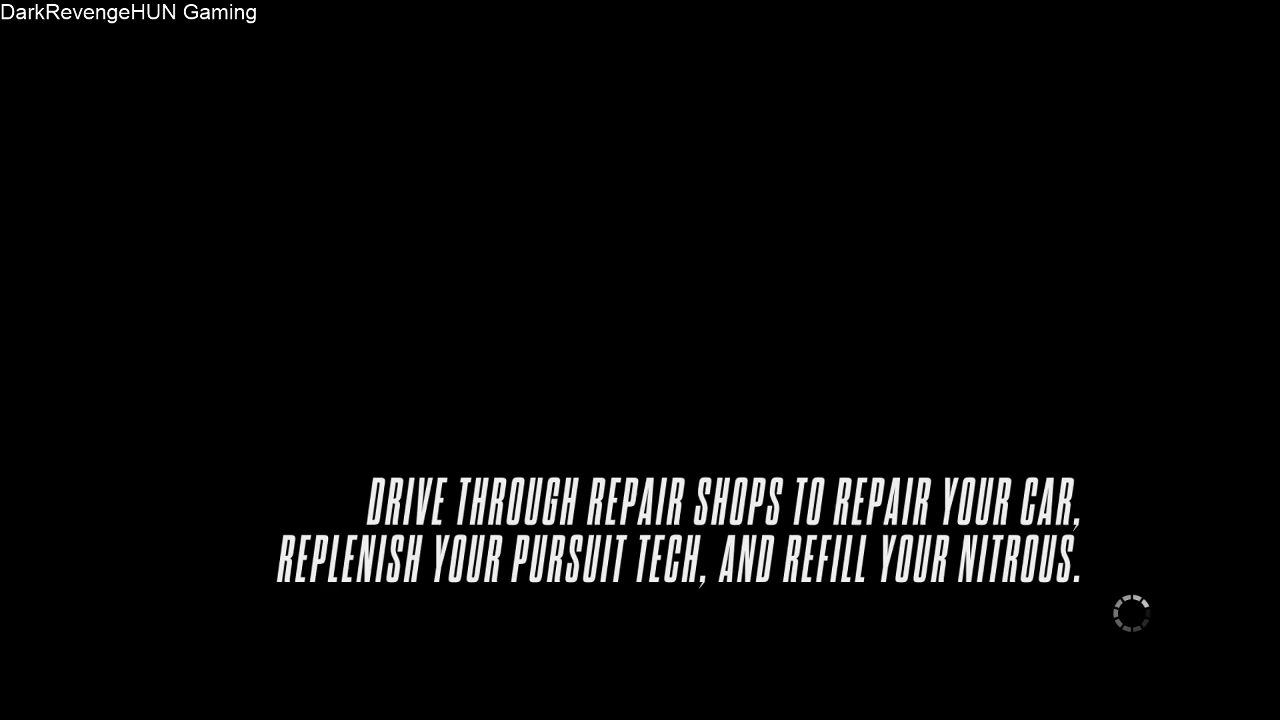 DarkRevengeHUN Gaming
DRIVE THROUGH REPAIR SHOPS TO REPAIR YOUR CAR,
REPLENISH YOUR PURSUIT TECH, AND REFILL YOUR NITROUS.